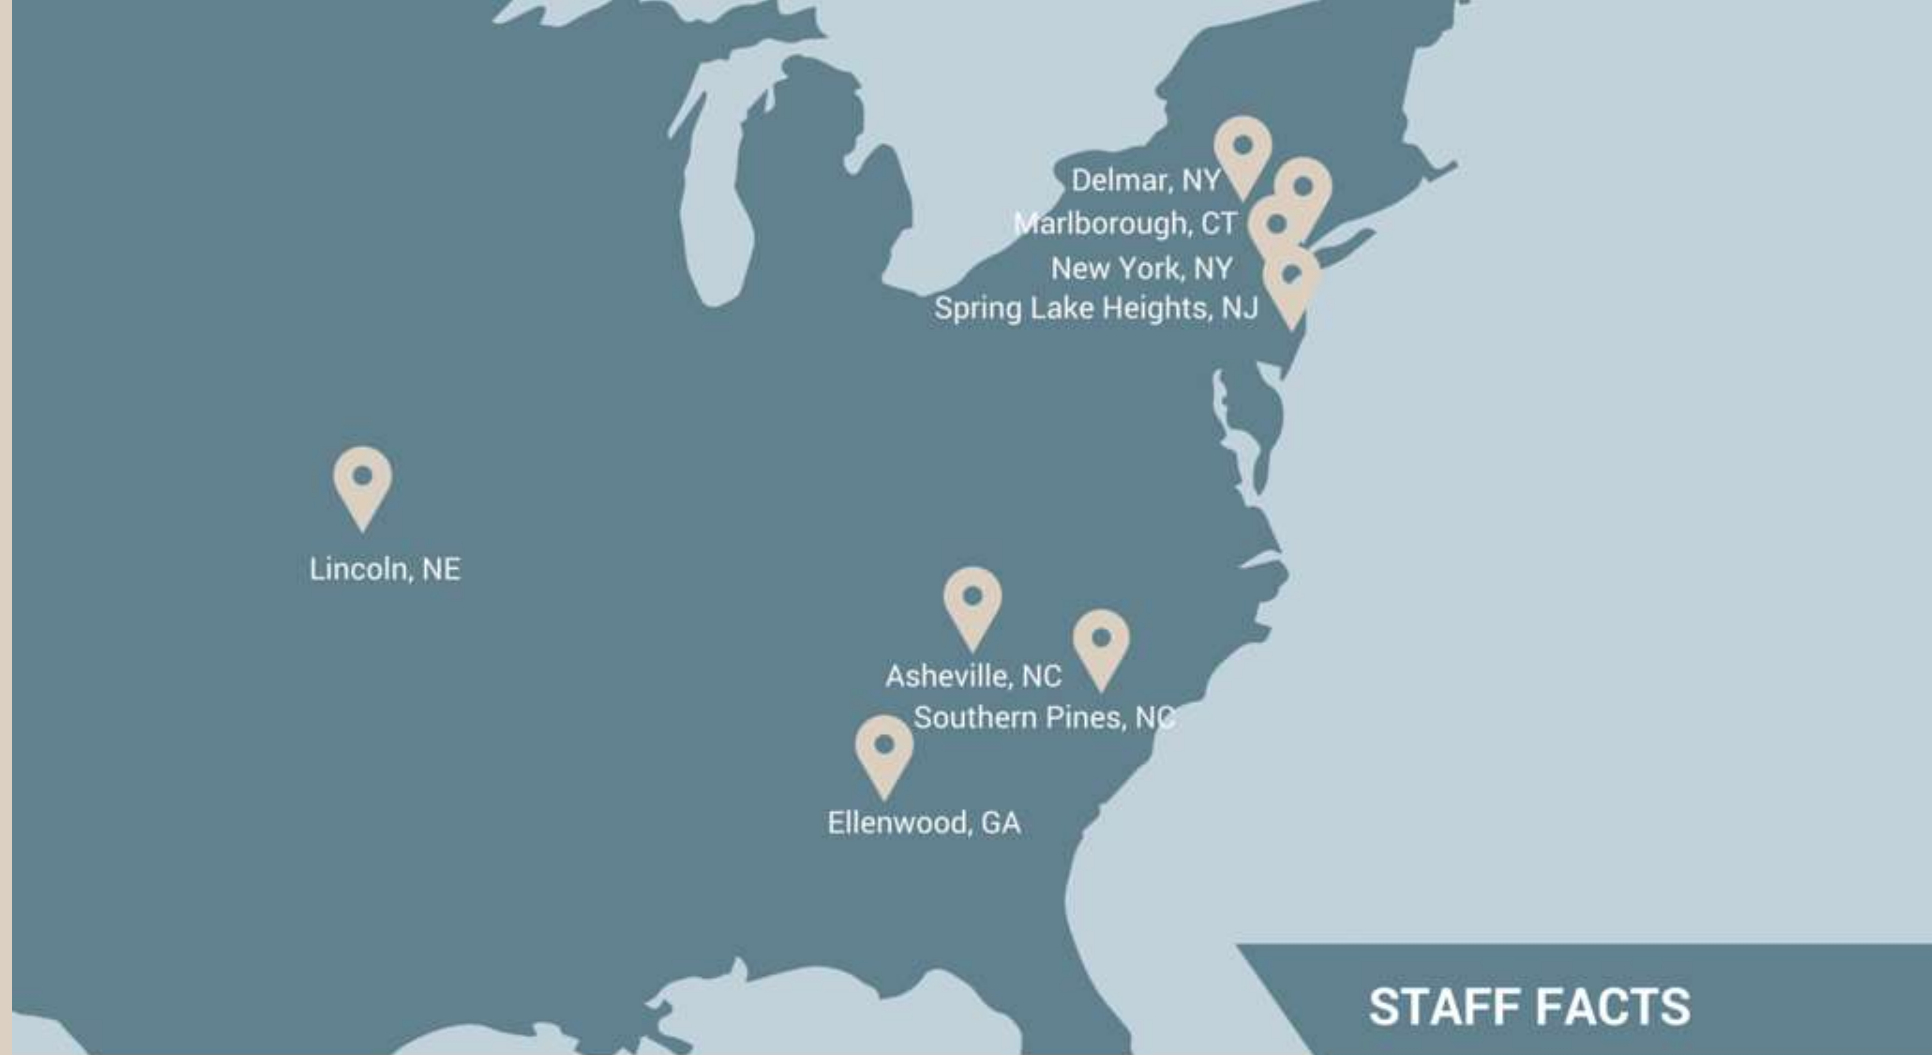 Delmar, NY
Marlborough, CT
New York, NY
Spring Lake Heights, NJ
Lincoln, NE
Asheville, NC
Southern Pines, NC
Ellenwood, GA
STAFF FACTS